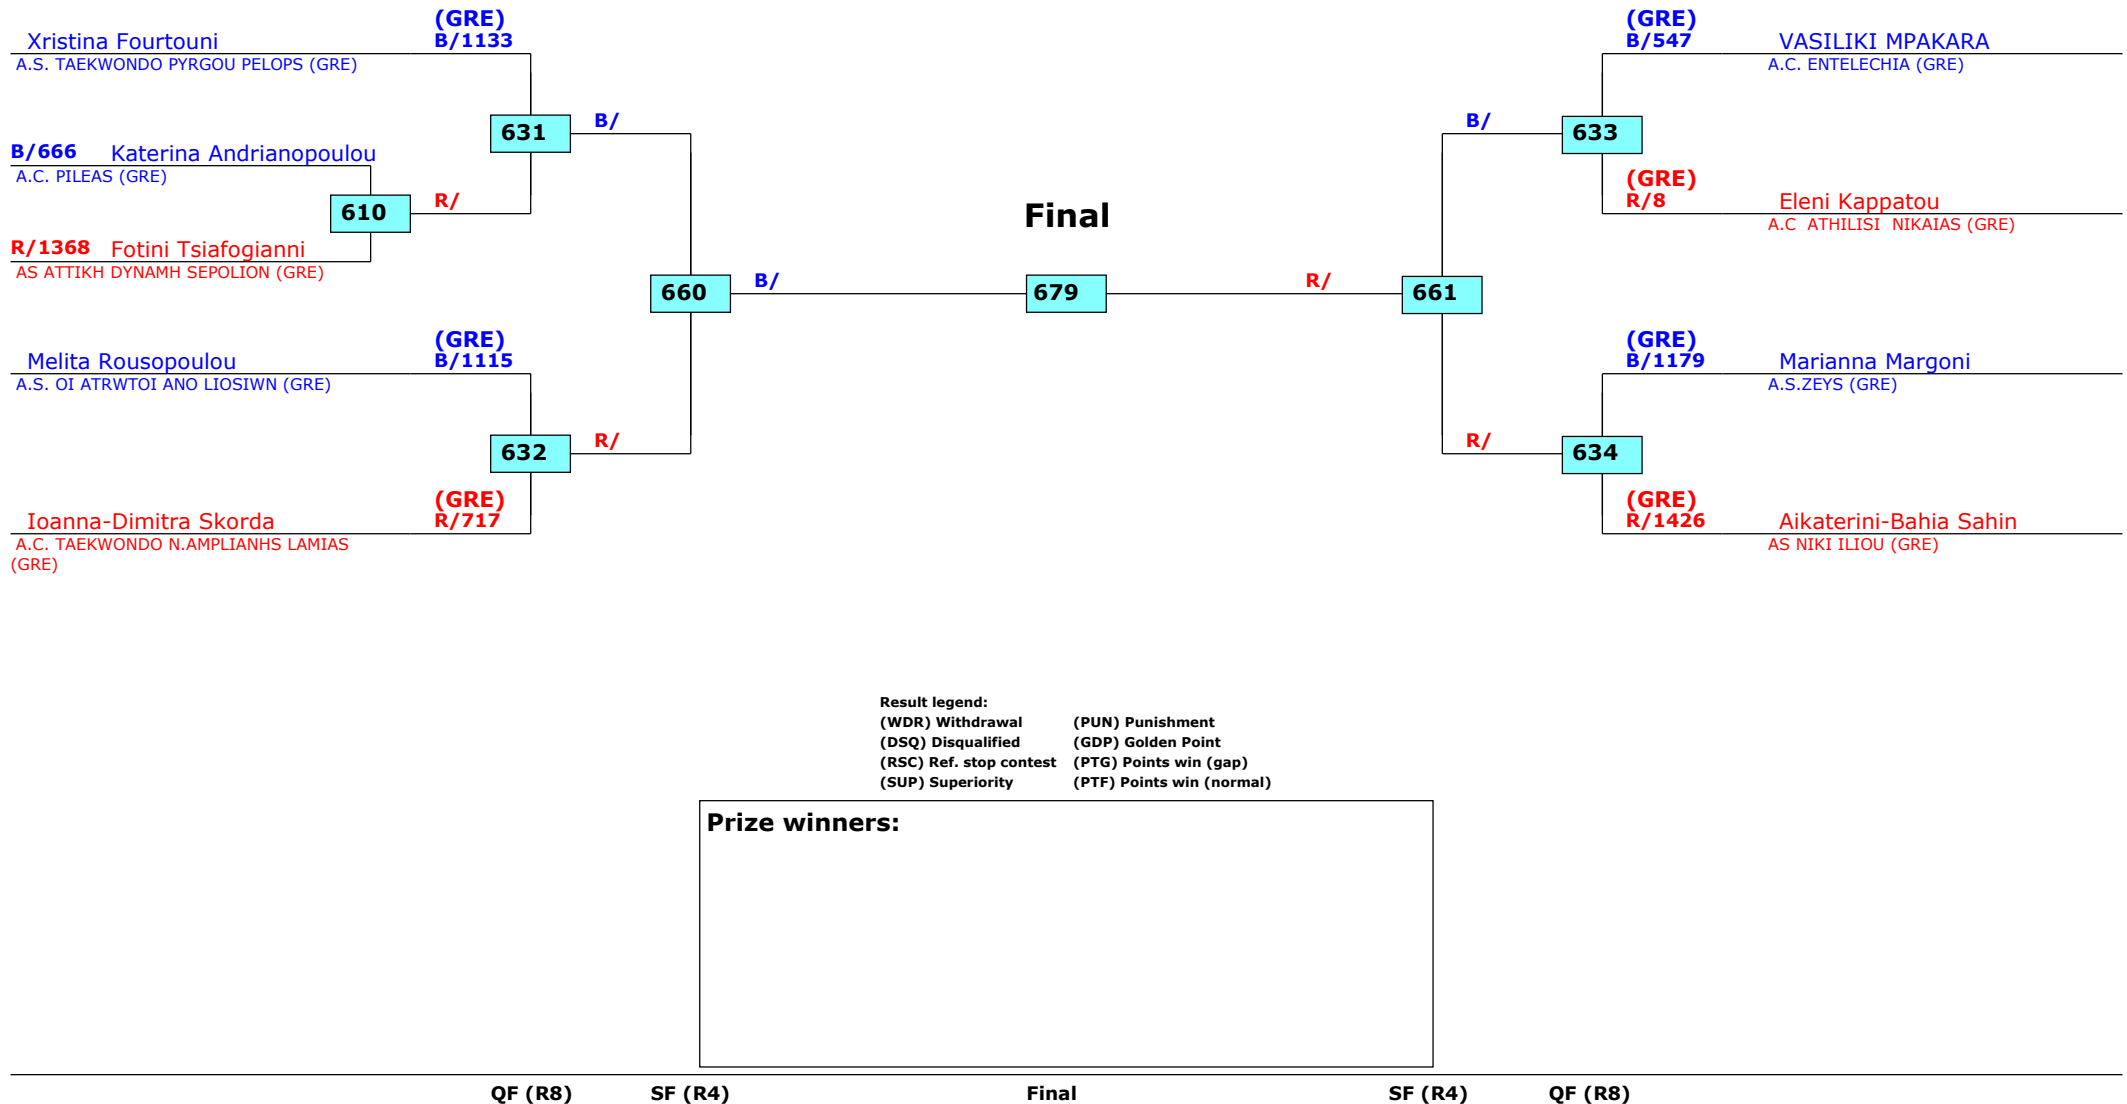 (GRE)
Xristina Fourtouni B/1133
A.S. TAEKWONDO PYRGOU PELOPS (GRE)
631
B/
B/666 Katerina Andrianopoulou
A.C. PILEAS (GRE)
610
R/
R/1368 Fotini Tsiafogianni
AS ATTIKH DYNAMH SEPOLION (GRE)
660
B/
(GRE)
Melita Rousopoulou B/1115
A.S. OI ATRWTOI ANO LIOSIWN (GRE)
632
R/
(GRE)
Ioanna-Dimitra Skorda R/717
A.C. TAEKWONDO N.AMPLIANHS LAMIAS
(GRE)
Final
679
(GRE)
B/547 VASILIKI MPAKARA
A.C. ENTELECHIA (GRE)
B/
633
(GRE)
R/8 Eleni Kappatou
A.C  ATHILISI  NIKAIAS (GRE)
R/
661
(GRE)
B/1179 Marianna Margoni
A.S.ZEYS (GRE)
R/
634
(GRE)
R/1426 Aikaterini-Bahia Sahin
AS NIKI ILIOU (GRE)
Result legend:
(WDR) Withdrawal (PUN) Punishment
(DSQ) Disqualified (GDP) Golden Point
(RSC) Ref. stop contest (PTG) Points win (gap)
(SUP) Superiority (PTF) Points win (normal)
Prize winners:
QF (R8) SF (R4) Final SF (R4) QF (R8)